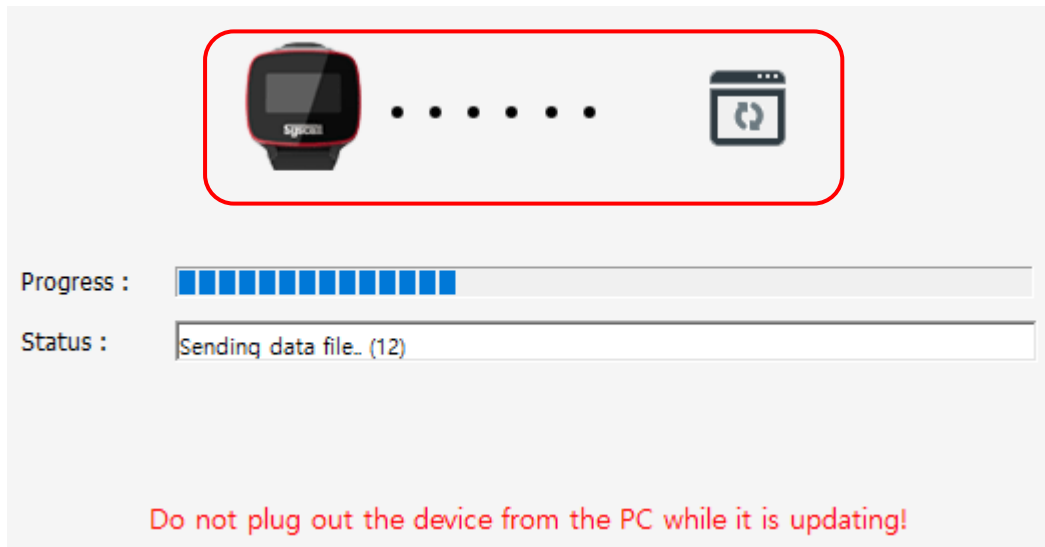 Progress :
Status :
Sending data file.. (12)
Do not plug out the device from the PC while it is updating!